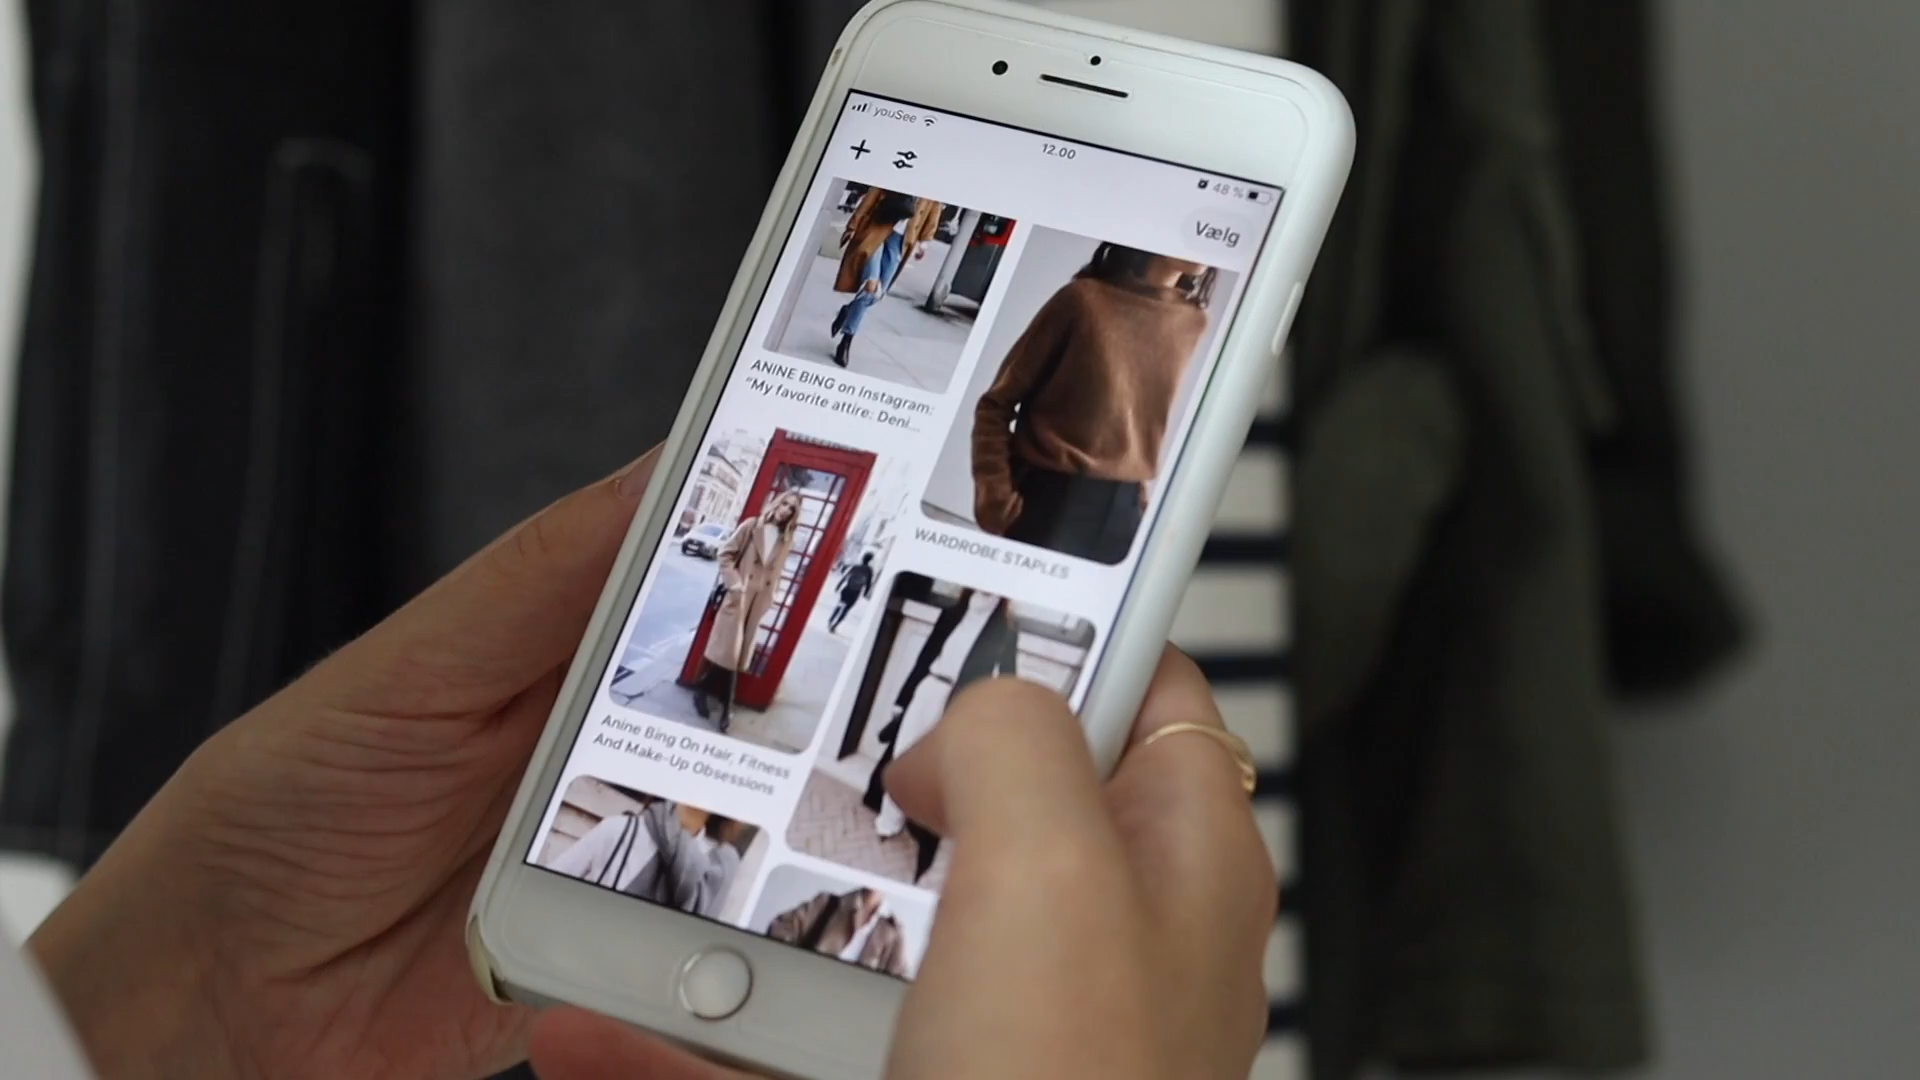 youSee
12.00
48 %
Vælg
ANINE BING on Instagram:
"My favorite attire: Deni...
WARDROBE STAPLES
Anine Bing On Hair, Fitness
And Make-Up Obsessions